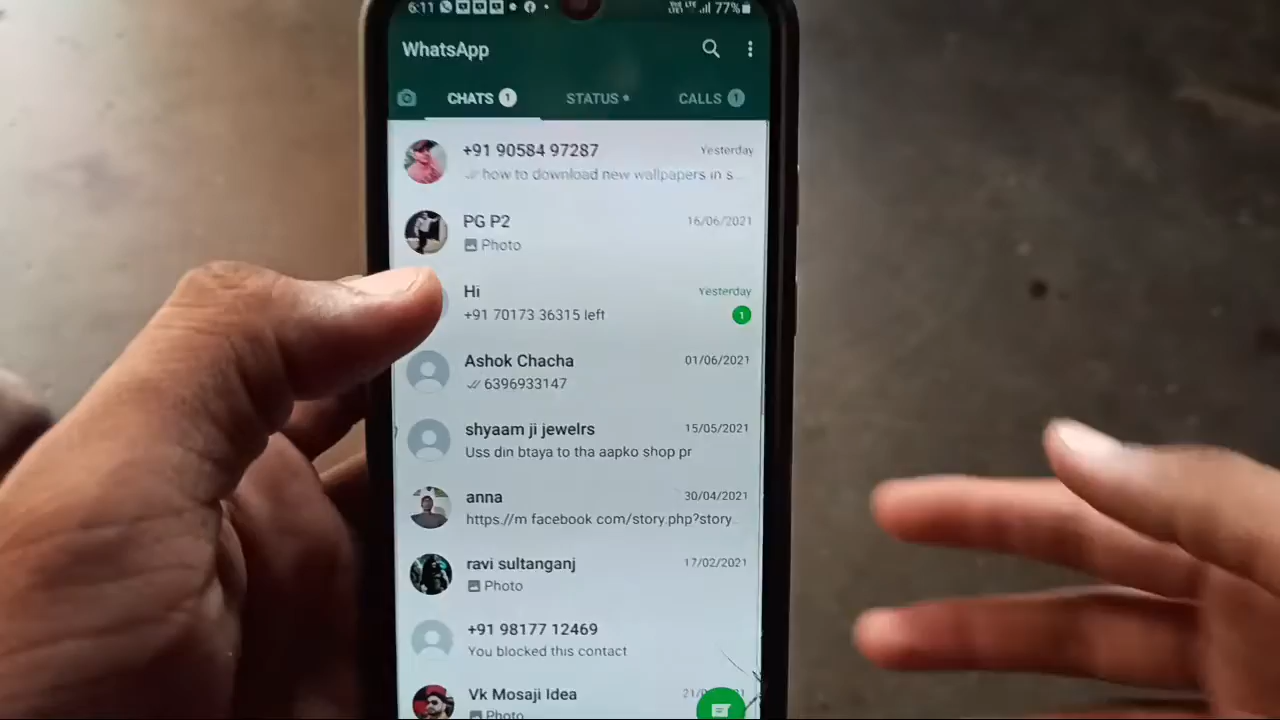 6:11 77%
WhatsApp
CHATS 1 STATUS CALLS 1
+91 90584 97287 Yesterday
how to download new wallpapers in s...
PG P2 16/06/2021
Photo
Hi Yesterday
+91 70173 36315 left 1
Ashok Chacha 01/06/2021
6396933147
shyaam ji jewelrs 15/05/2021
Uss din btaya to tha aapko shop pr
anna 30/04/2021
https://m facebook com/story.php?story..
ravi sultanganj 17/02/2021
Photo
+91 98177 12469
You blocked this contact
Vk Mosaji Idea
Photo